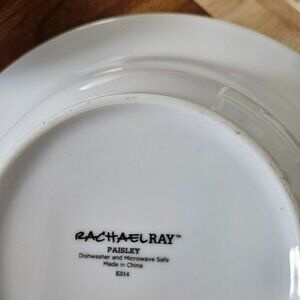 RACHAELRAY™
PAISLEY
Dishwasher and Microwave Safe
Made in China
K014